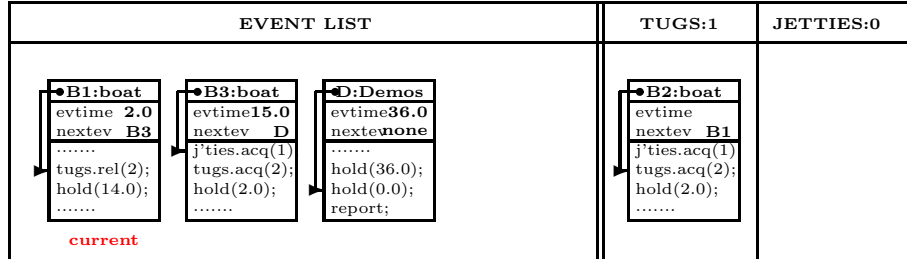 EVENT LIST TUGS:1 JETTIES:0
B1:boat B3:boat D:Demos B2:boat
evtime 2.0 evtime15.0 evtime36.0 evtime
nextev B3 nextev D nextevnone nextev B1
....... j'ties.acq(1) ....... j'ties.acq(1)
tugs.rel(2); tugs.acq(2); hold(36.0); tugs.acq(2);
hold(14.0); hold(2.0); hold(0.0); hold(2.0);
....... ....... report; .......
current